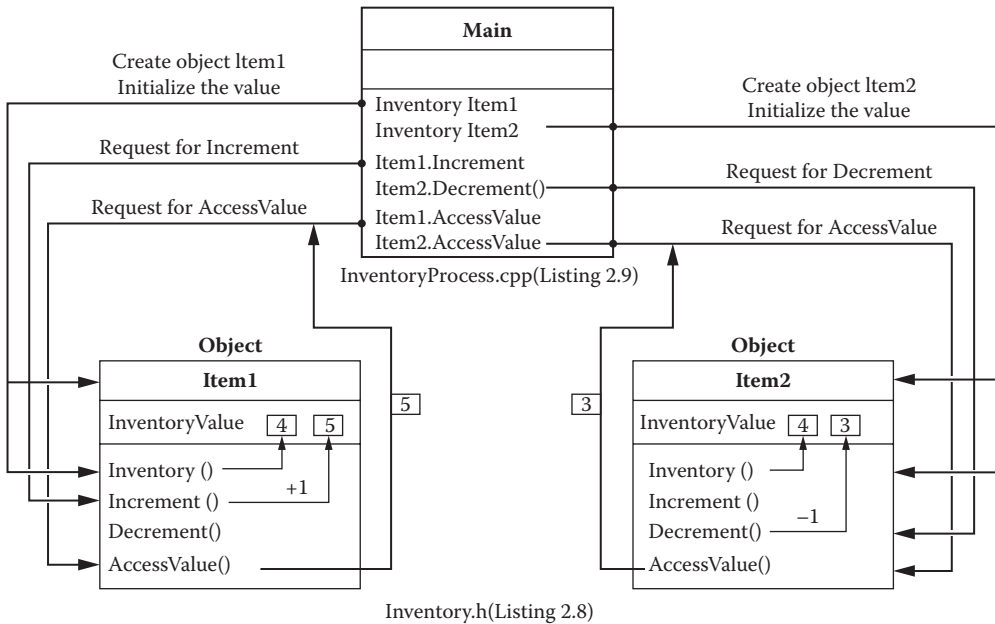 Main
Create object Item1
Initialize the value
Create object Item2
Initialize the value
Inventory Item1
Inventory Item2
Request for Increment
Item1.Increment
Request for Decrement
Item2.Decrement()
Request for AccessValue
Item1.AccessValue
Item2.AccessValue
Request for AccessValue
InventoryProcess.cpp(Listing 2.9)
Object
Item1
InventoryValue 4 5
Inventory ()
Increment () +1
Decrement()
AccessValue()
5
3
Object
Item2
InventoryValue 4 3
Inventory ()
Increment ()
Decrement() –1
AccessValue()
Inventory.h(Listing 2.8)